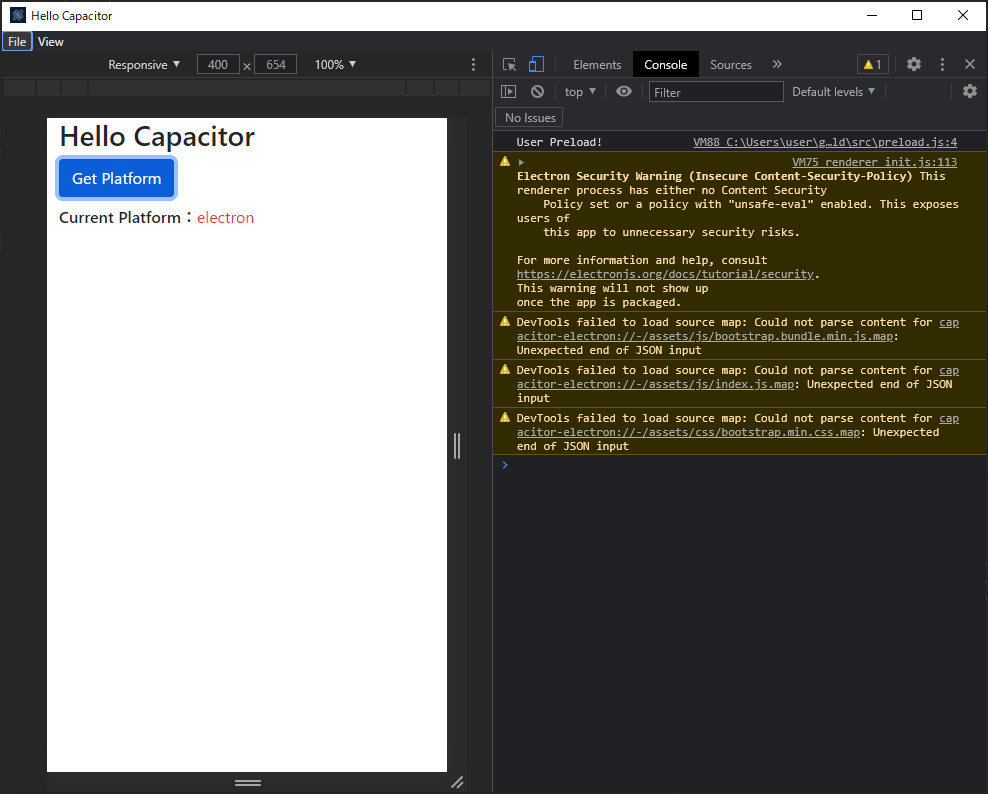 Hello Capacitor
File View
Responsive 400 × 654 100%
Elements Console Sources » 1
top Filter Default levels
No Issues
Hello Capacitor
Get Platform
Current Platform：electron
User Preload! VM88 C:\Users\user\g…ld\src\preload.js:4
VM75 renderer_init.js:113
Electron Security Warning (Insecure Content-Security-Policy) This
renderer process has either no Content Security
Policy set or a policy with "unsafe-eval" enabled. This exposes
users of
this app to unnecessary security risks.
For more information and help, consult
https://electronjs.org/docs/tutorial/security.
This warning will not show up
once the app is packaged.
DevTools failed to load source map: Could not parse content for cap
acitor-electron://-/assets/js/bootstrap.bundle.min.js.map:
Unexpected end of JSON input
DevTools failed to load source map: Could not parse content for cap
acitor-electron://-/assets/js/index.js.map: Unexpected end of JSON
input
DevTools failed to load source map: Could not parse content for cap
acitor-electron://-/assets/css/bootstrap.min.css.map: Unexpected
end of JSON input